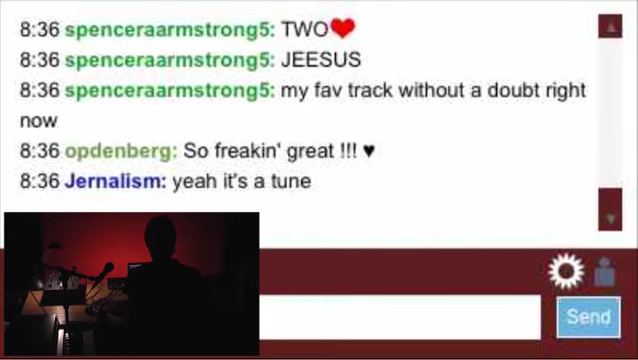 8:36 spenceraarmstrong5: TWO❤
8:36 spenceraarmstrong5: JEESUS
8:36 spenceraarmstrong5: my fav track without a doubt right
now
8:36 opdenberg: So freakin' great !!! ♥
8:36 Jernalism: yeah it's a tune
Send